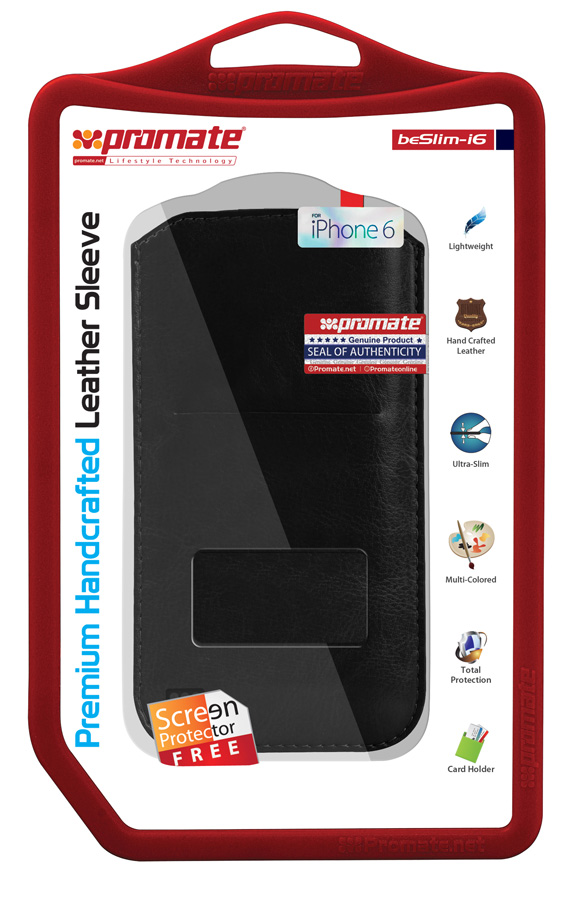 promate
promate
promate.net Lifestyle Technology
beSlim-i6
Premium Handcrafted Leather Sleeve
FOR
iPhone 6
promate
★★★★★ Genuine Product ★
★ SEAL OF AUTHENTICITY ★
Promate.net | Promateonline
Lightweight
Quality
Hand Crafted
Leather
Ultra-Slim
Multi-Colored
Total
Protection
Card Holder
Screen
Protector
FREE
promate
Promate.net